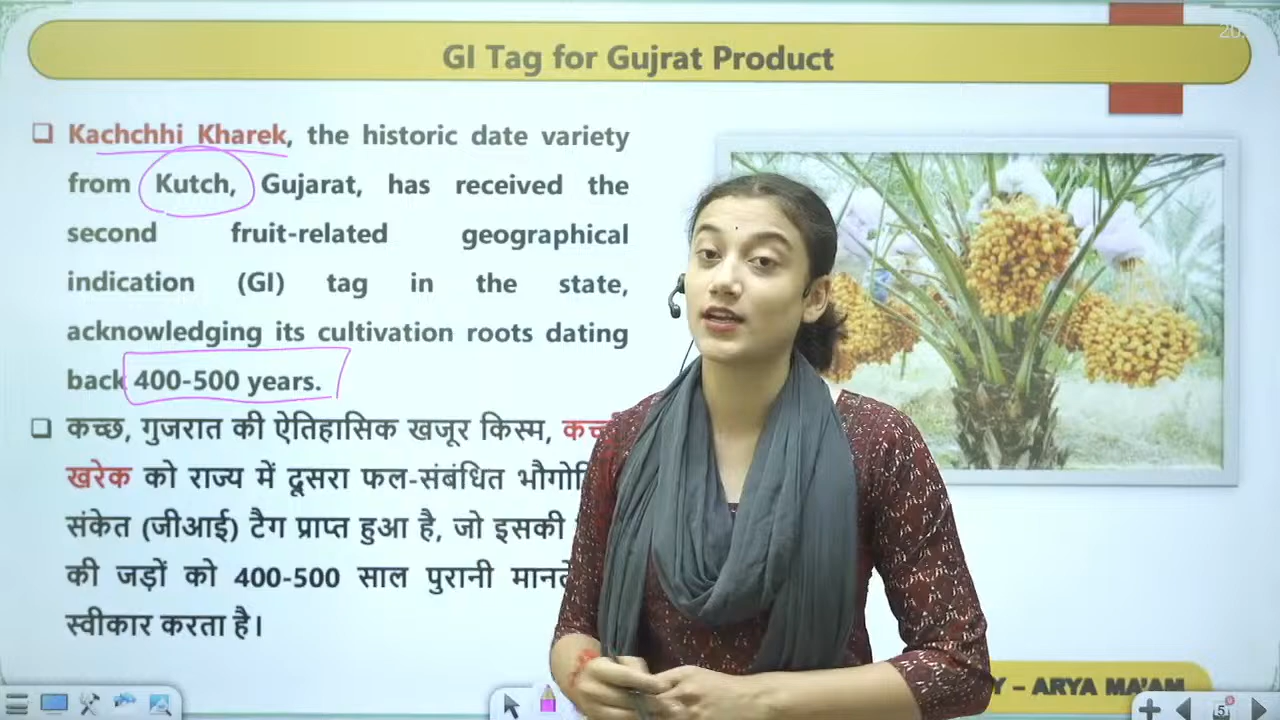 GI Tag for Gujrat Product
Kachchhi Kharek, the historic date variety
from Kutch, Gujarat, has received the
second fruit-related geographical
indication (GI) tag in the state,
acknowledging its cultivation roots dating
back 400-500 years.
कच्छ, गुजरात की ऐतिहासिक खजूर किस्म,
खरेक को राज्य में दूसरा फल-संबंधित
संकेत (जीआई) टैग प्राप्त हुआ है, जो इसकी
की जड़ों को 400-500 साल पुरानी
स्वीकार करता है।
– ARYA MA'AM